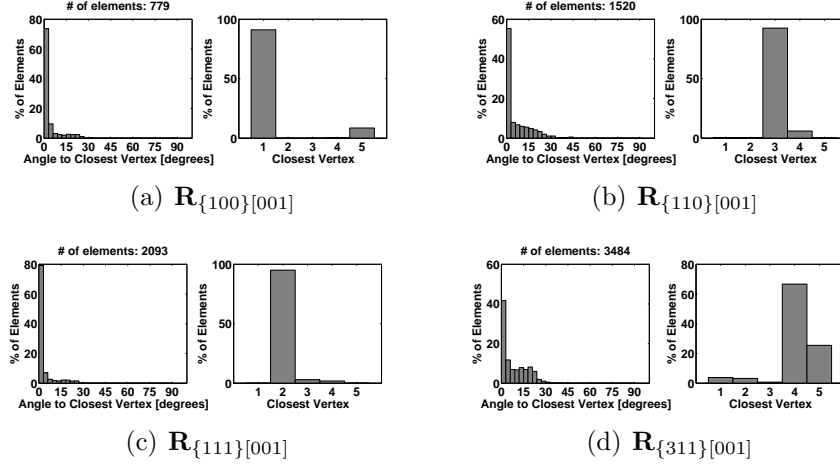 # of elements: 779
% of Elements
80
60
40
20
0
0 15 30 45 60 75 90
Angle to Closest Vertex [degrees]
% of Elements
100
50
0
1 2 3 4 5
Closest Vertex
(a) R{100}[001]
# of elements: 1520
% of Elements
60
40
20
0
0 15 30 45 60 75 90
Angle to Closest Vertex [degrees]
% of Elements
100
50
0
1 2 3 4 5
Closest Vertex
(b) R{110}[001]
# of elements: 2093
% of Elements
80
60
40
20
0
0 15 30 45 60 75 90
Angle to Closest Vertex [degrees]
% of Elements
100
50
0
1 2 3 4 5
Closest Vertex
(c) R{111}[001]
# of elements: 3484
% of Elements
60
40
20
0
0 15 30 45 60 75 90
Angle to Closest Vertex [degrees]
% of Elements
80
60
40
20
0
1 2 3 4 5
Closest Vertex
(d) R{311}[001]